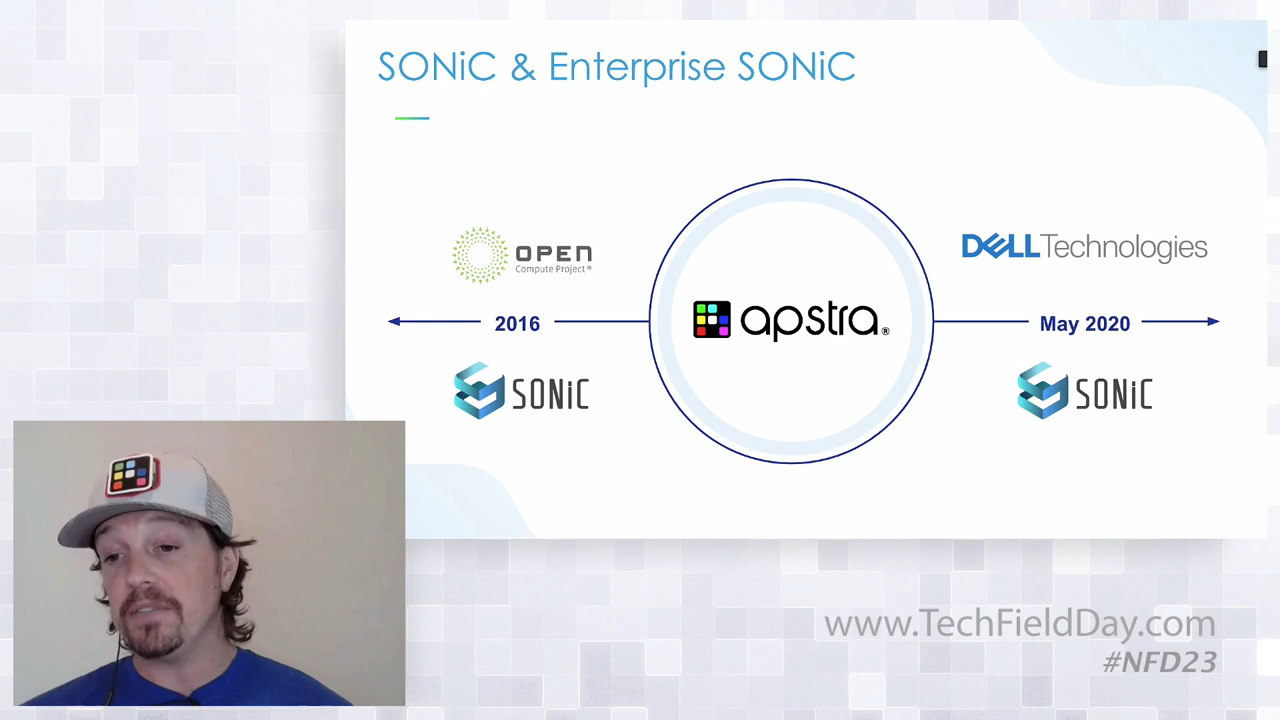 SONiC & Enterprise SONiC
OPEN
Compute Project®
2016
SONiC
apstra®
DELL Technologies
May 2020
SONiC
www.TechFieldDay.com
#NFD23